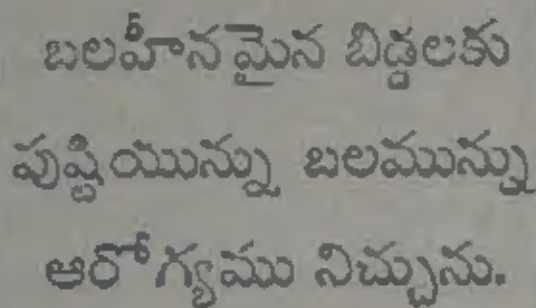 బలహీనమైన బిడ్డలకు
పుష్టియున్ను బలమున్ను
ఆరోగ్యము నిచ్చును.